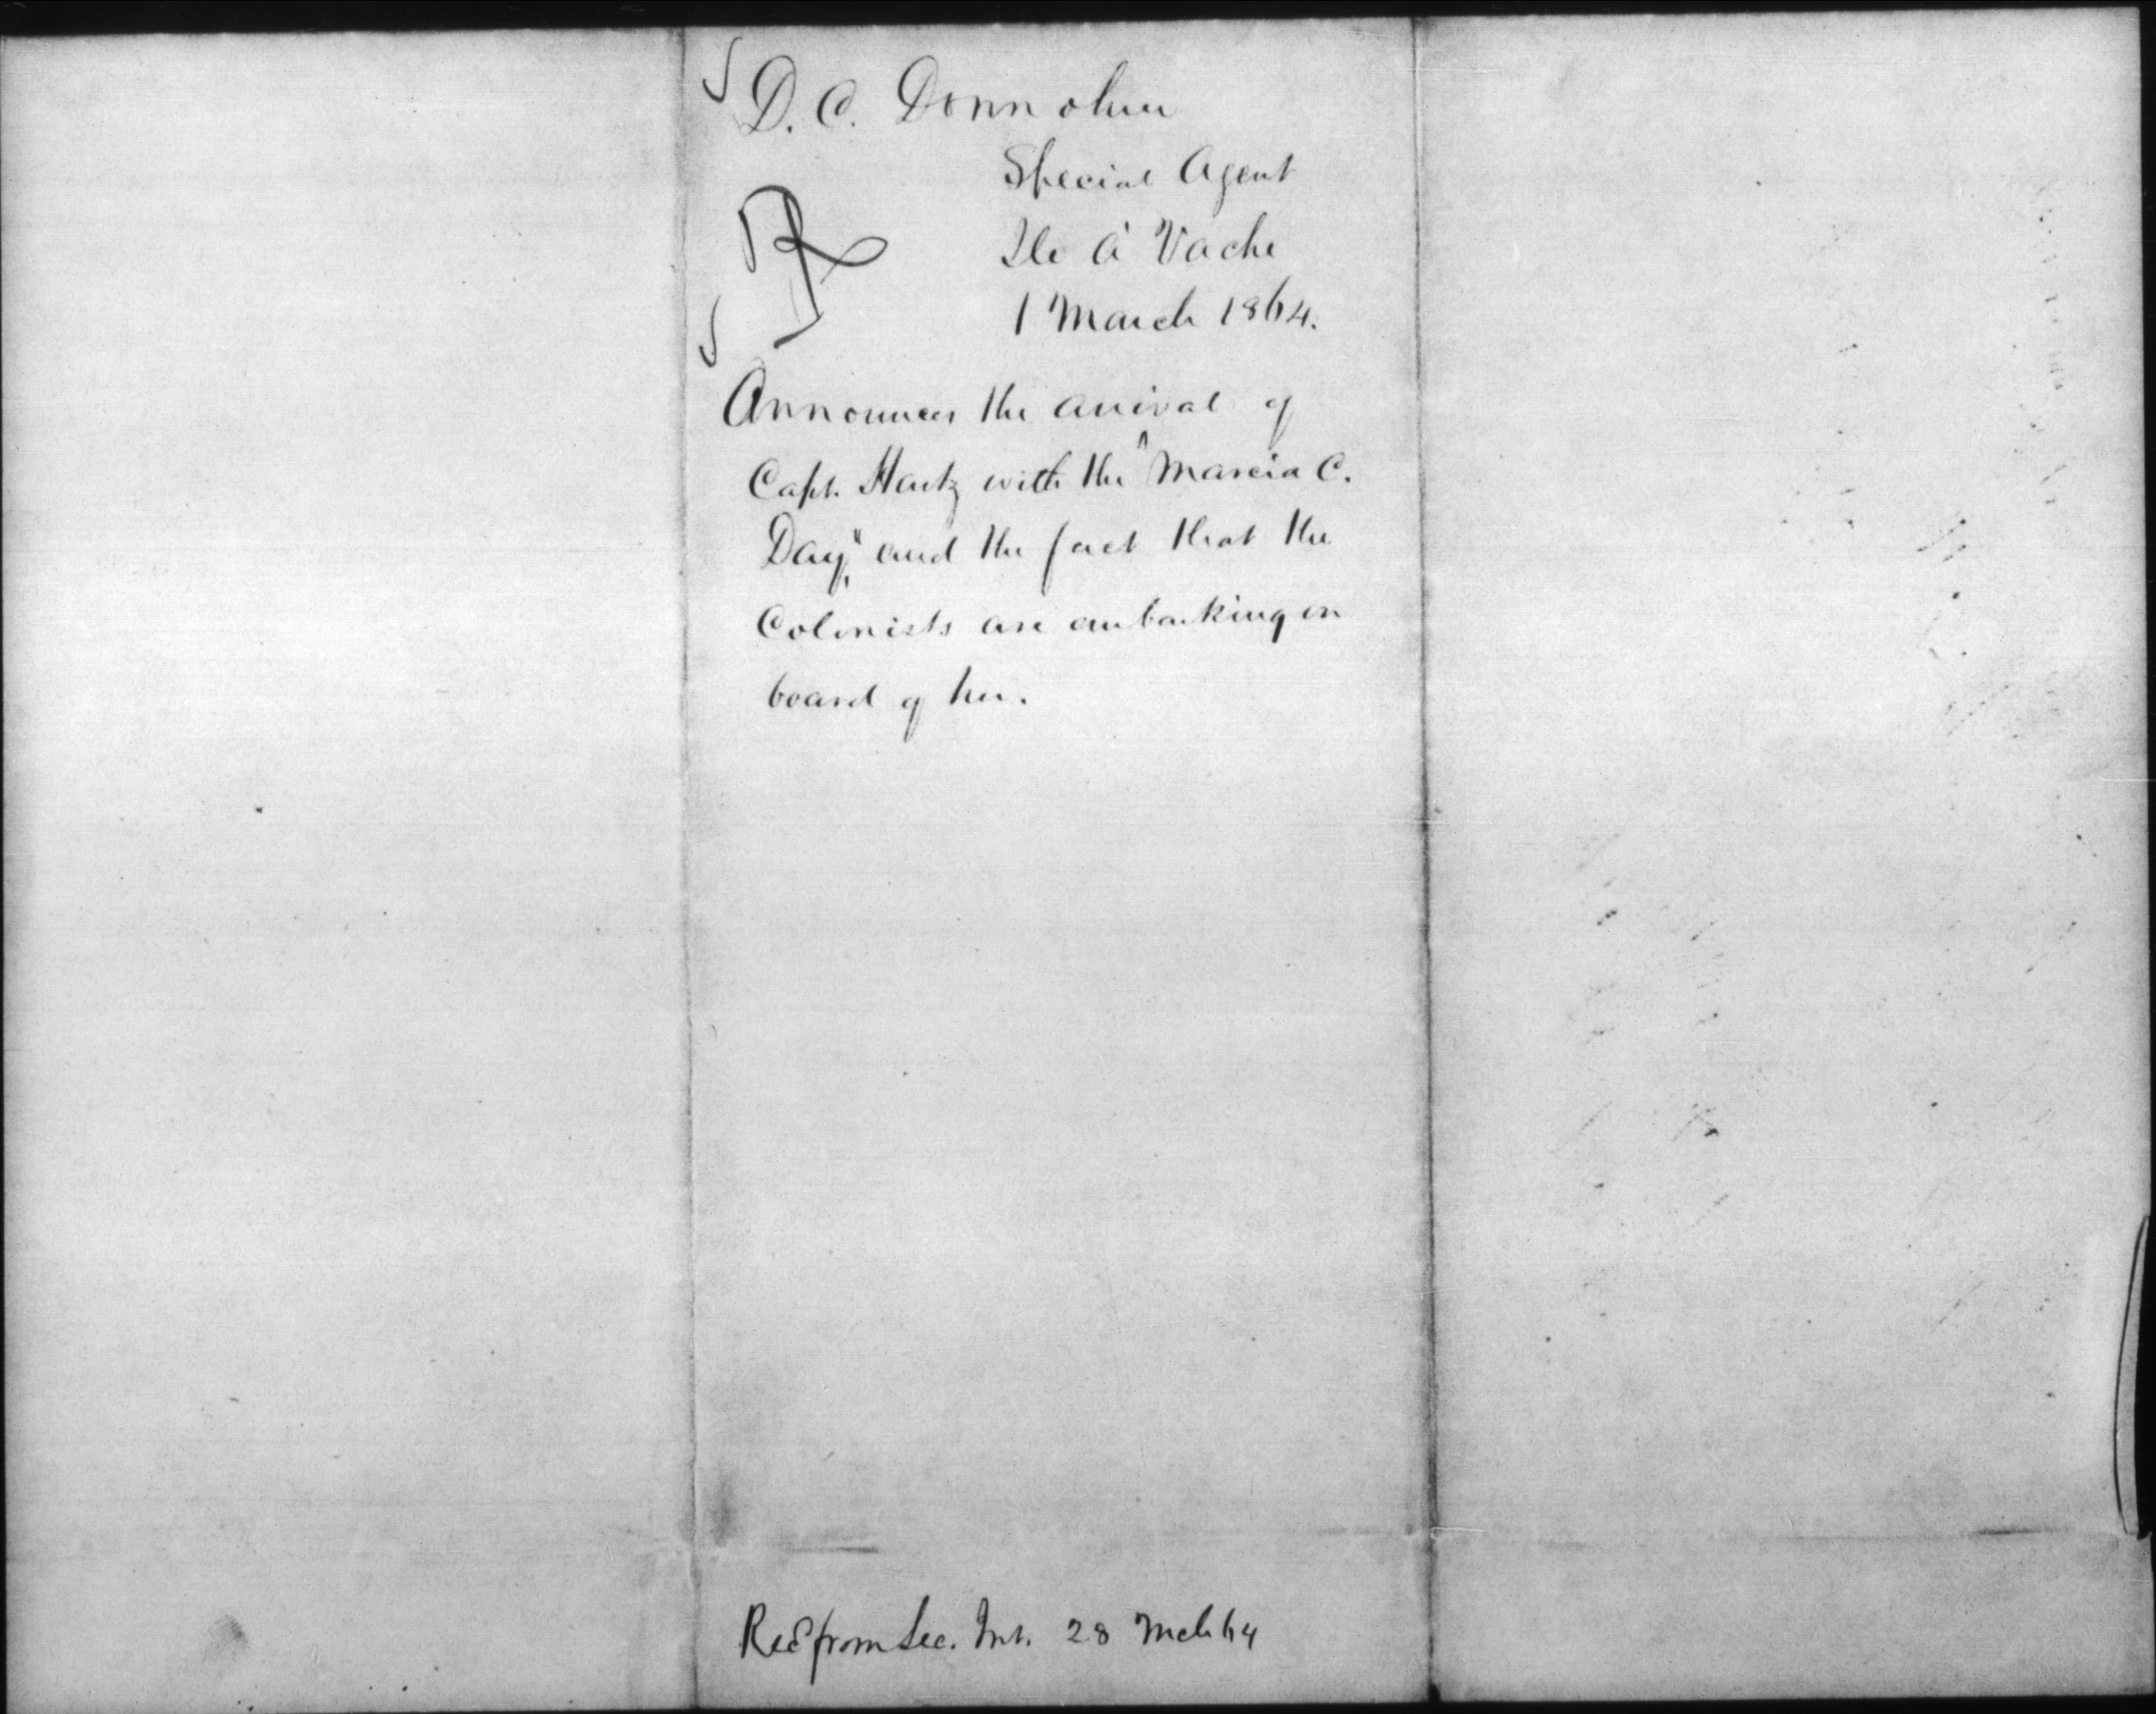 D. C. Donnohue
Special Agent
Ile à Vache
1 March 1864.
R
Announces the arrival of
Capt. Hartz with the "Marcia C.
Day", and the fact that the
Colonists are embarking on
board of her.
Recd from Sec. Int. 28 Mch 64